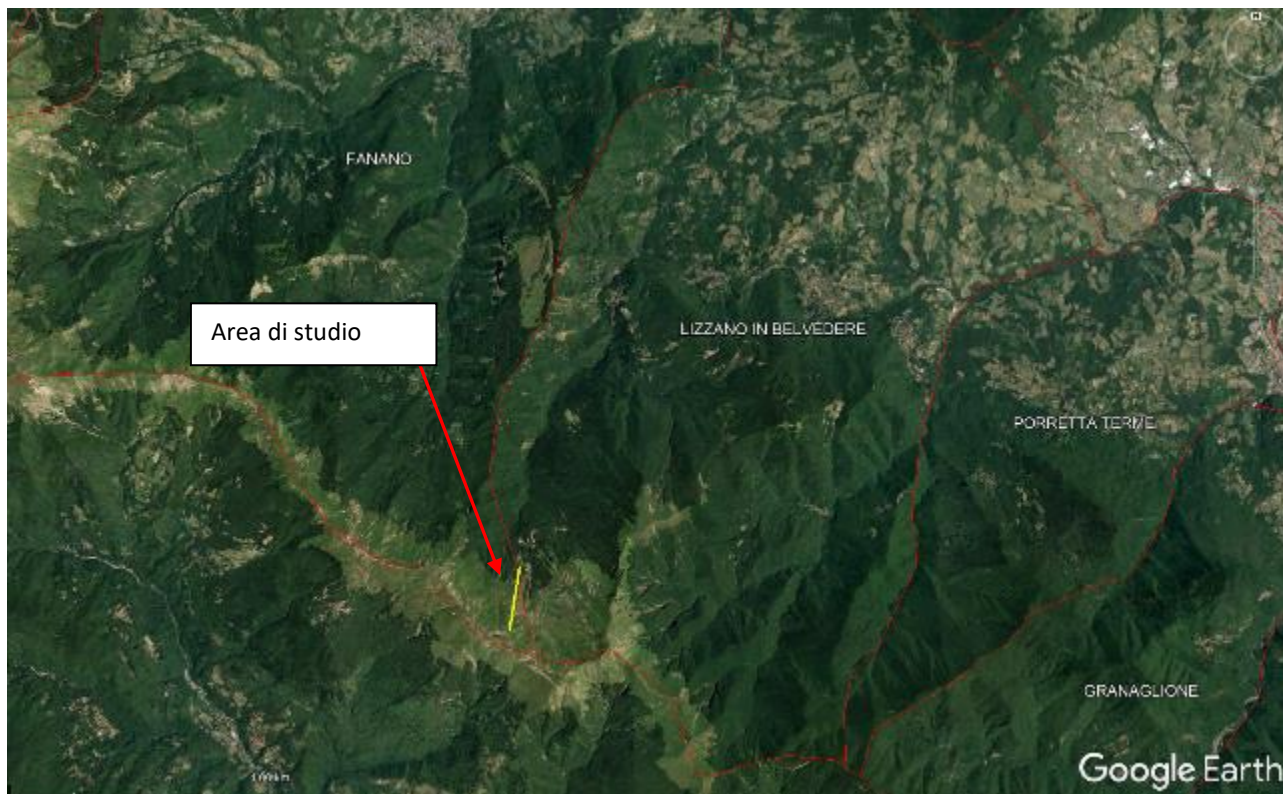 FANANO
Area di studio
LIZZANO IN BELVEDERE
PORRETTA TERME
GRANAGLIONE
Google Earth